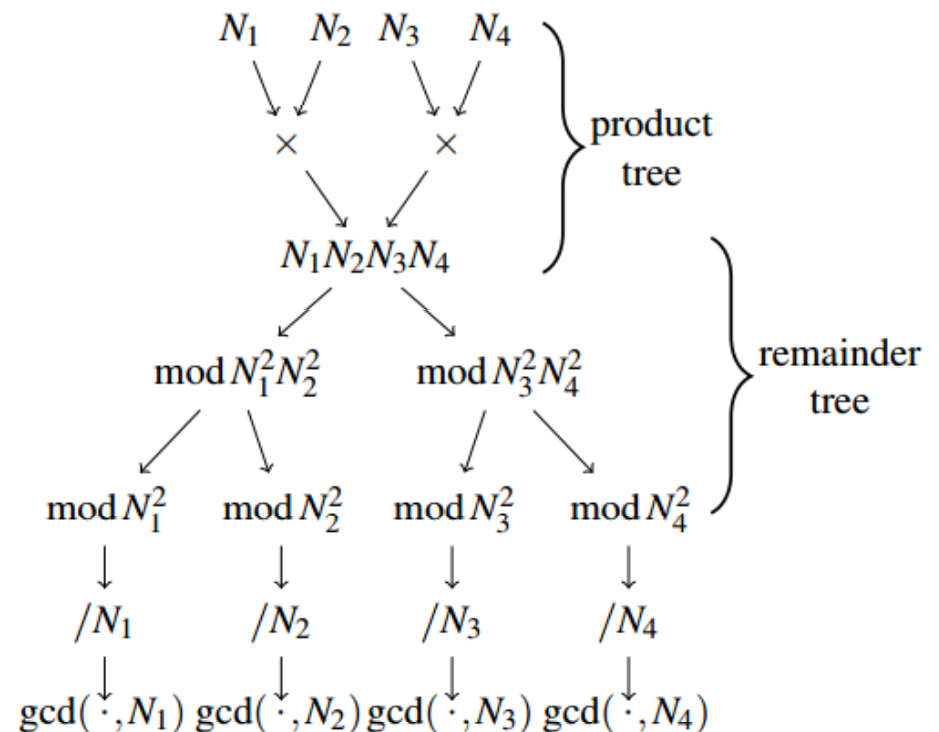 N₁ N₂ N₃ N₄
× ×
product
tree
N₁N₂N₃N₄
mod N₁²N₂² mod N₃²N₄²
remainder
tree
mod N₁² mod N₂² mod N₃² mod N₄²
/N₁ /N₂ /N₃ /N₄
gcd(·,N₁) gcd(·,N₂) gcd(·,N₃) gcd(·,N₄)